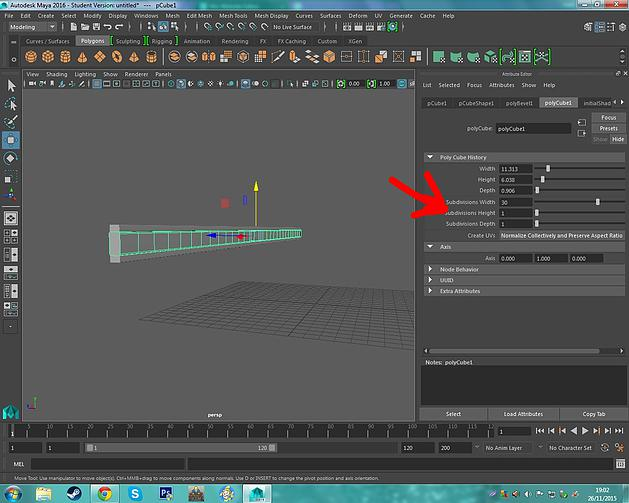 Autodesk Maya 2016 - Student Version: untitled* --- pCube1
File Edit Create Select Modify Display Windows Mesh Edit Mesh Mesh Tools Mesh Display Curves Surfaces Deform UV Generate Cache Help
Modeling No Live Surface
Curves / Surfaces Polygons Sculpting Rigging Animation Rendering FX FX Caching Custom XGen
View Shading Lighting Show Renderer Panels
0.00 1.00
persp
Attribute Editor
List Selected Focus Attributes Show Help
pCube1 pCubeShape1 polyBevel1 polyCube1 initialShad
polyCube: polyCube1
Focus
Presets
Show Hide
Poly Cube History
Width 11.313
Height 6.038
Depth 0.906
Subdivisions Width 30
Subdivisions Height 1
Subdivisions Depth 1
Create UVs Normalize Collectively and Preserve Aspect Ratio
Axis
Axis 0.000 1.000 0.000
Node Behavior
UUID
Extra Attributes
Notes: polyCube1
Select Load Attributes Copy Tab
1
1 1 1 120 120 200 No Anim Layer No Character Set
MEL
Move Tool: Use manipulator to move object(s). Ctrl+MMB+drag to move components along normals. Use D or INSERT to change the pivot position and axis orientation.
19:02
26/11/2015